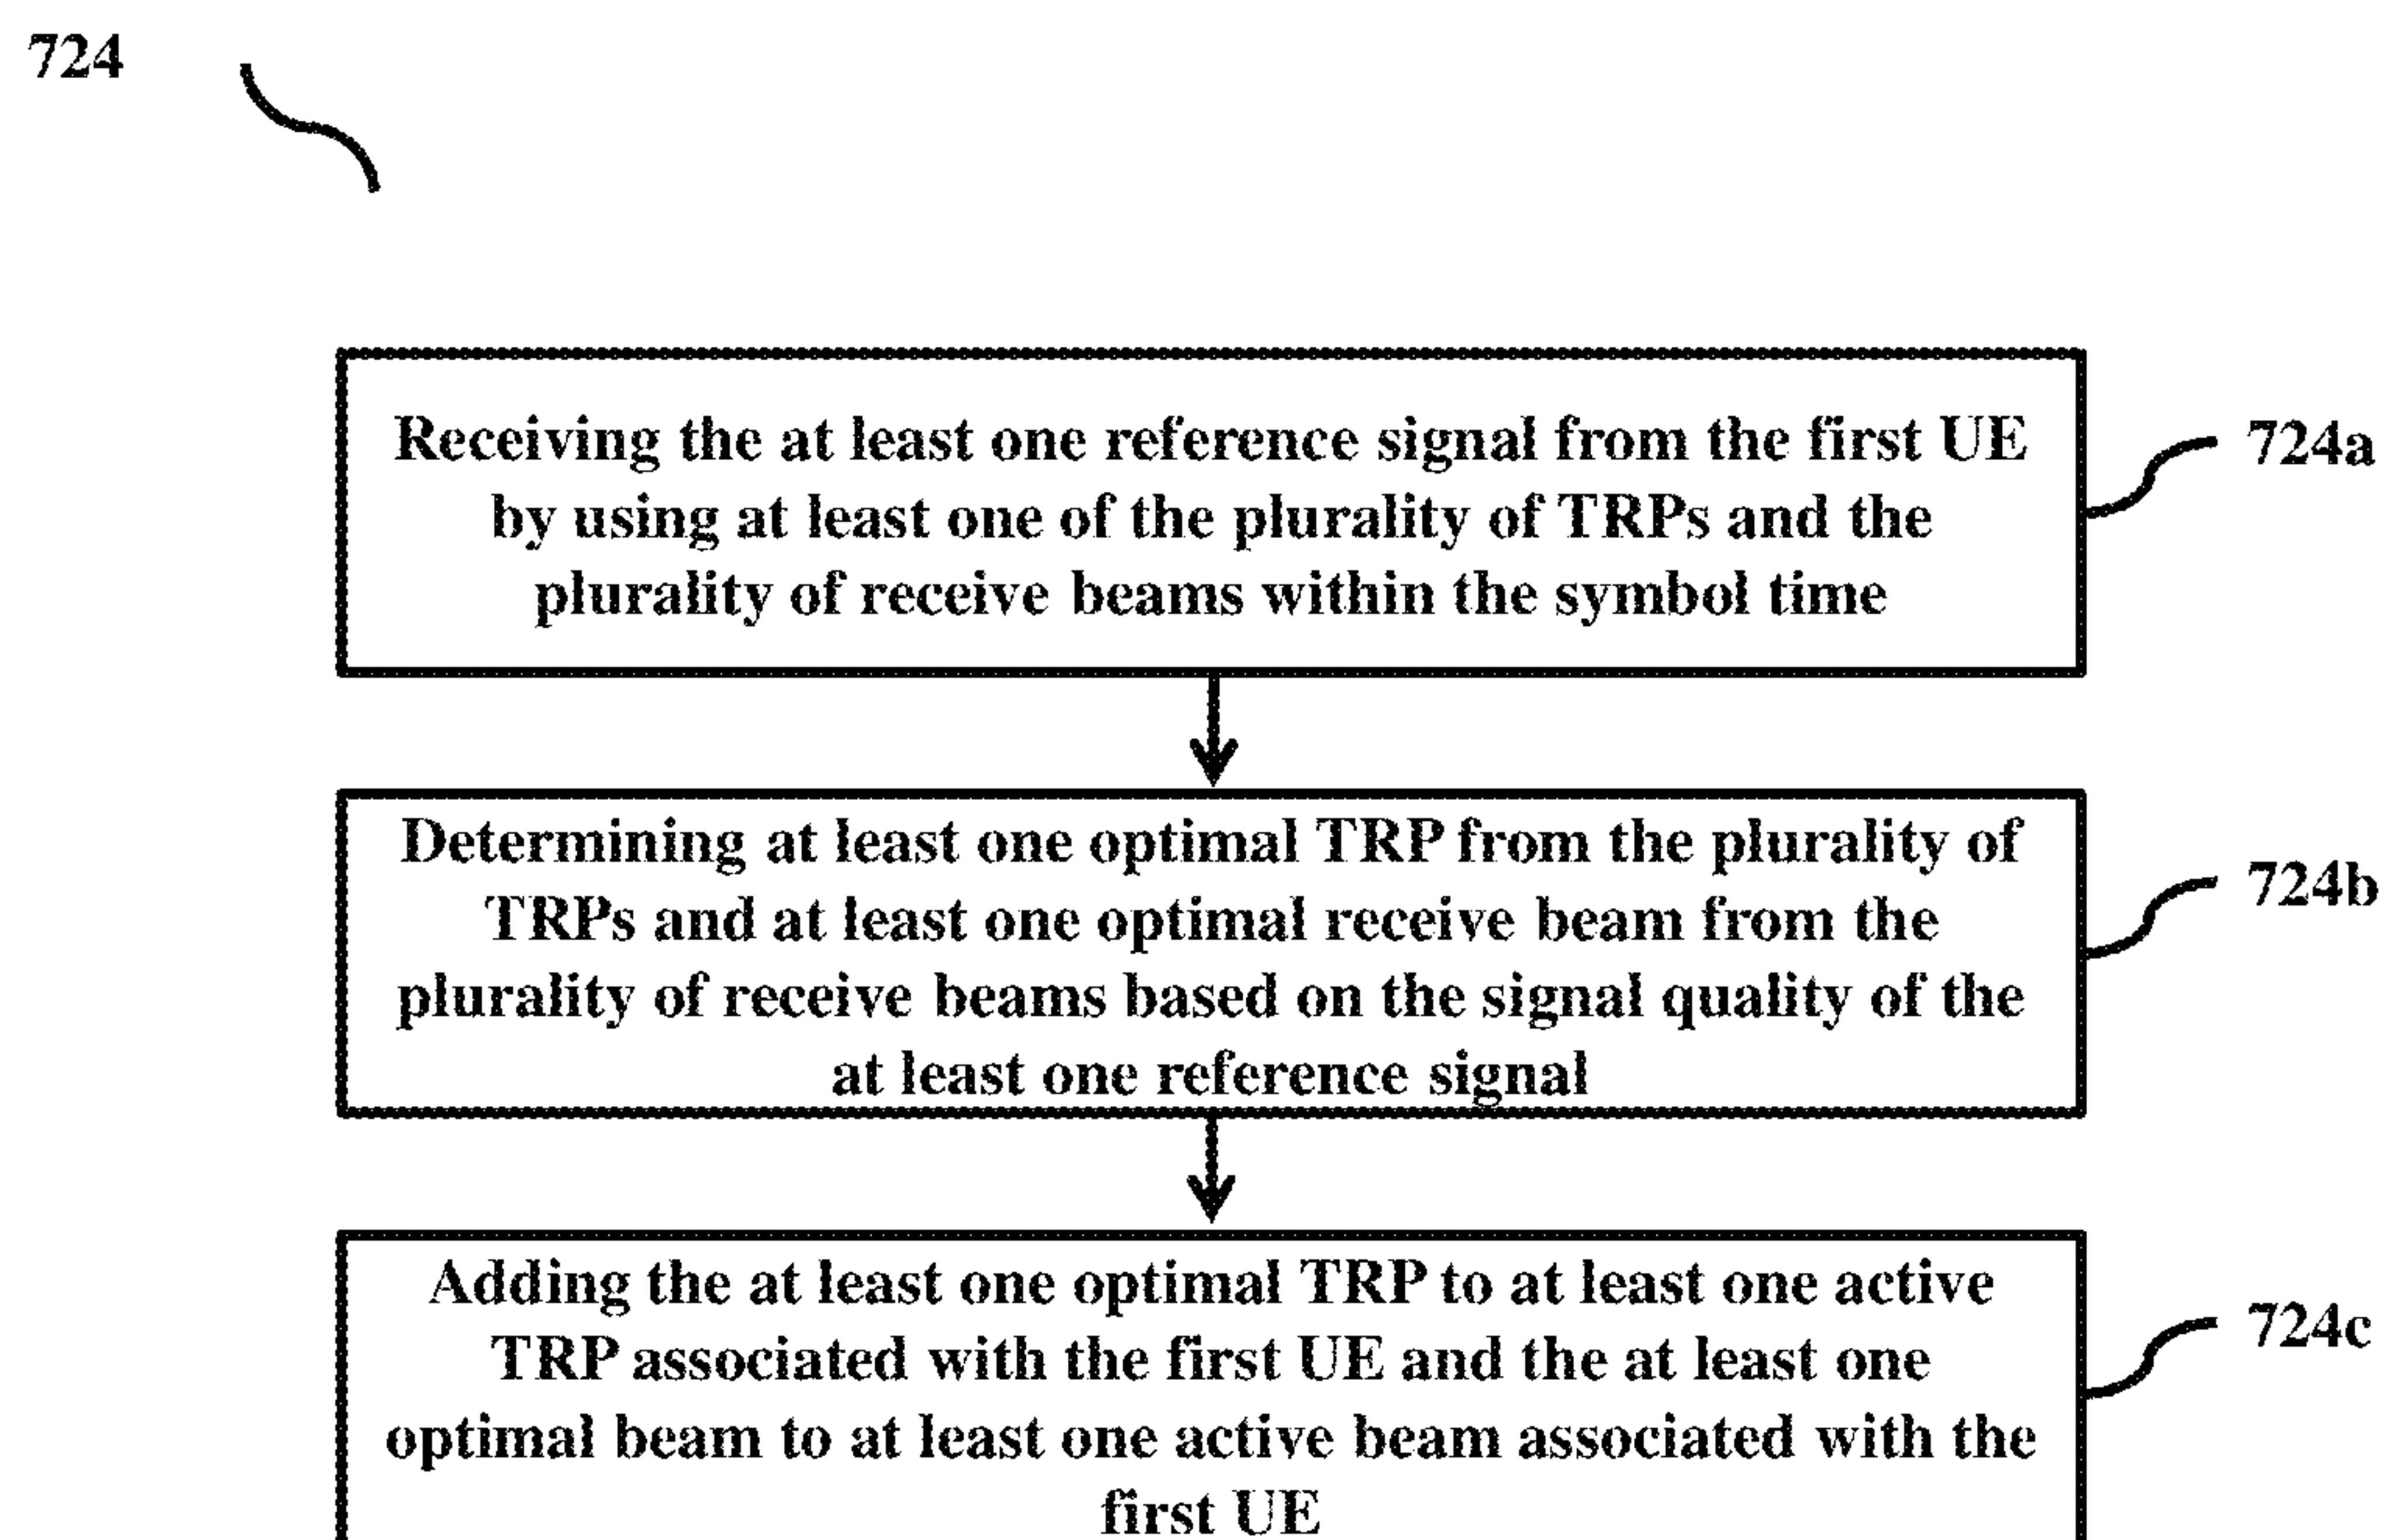 724
Receiving the at least one reference signal from the first UE
by using at least one of the plurality of TRPs and the
plurality of receive beams within the symbol time
724a
Determining at least one optimal TRP from the plurality of
TRPs and at least one optimal receive beam from the
plurality of receive beams based on the signal quality of the
at least one reference signal
724b
Adding the at least one optimal TRP to at least one active
TRP associated with the first UE and the at least one
optimal beam to at least one active beam associated with the
first UE
724c